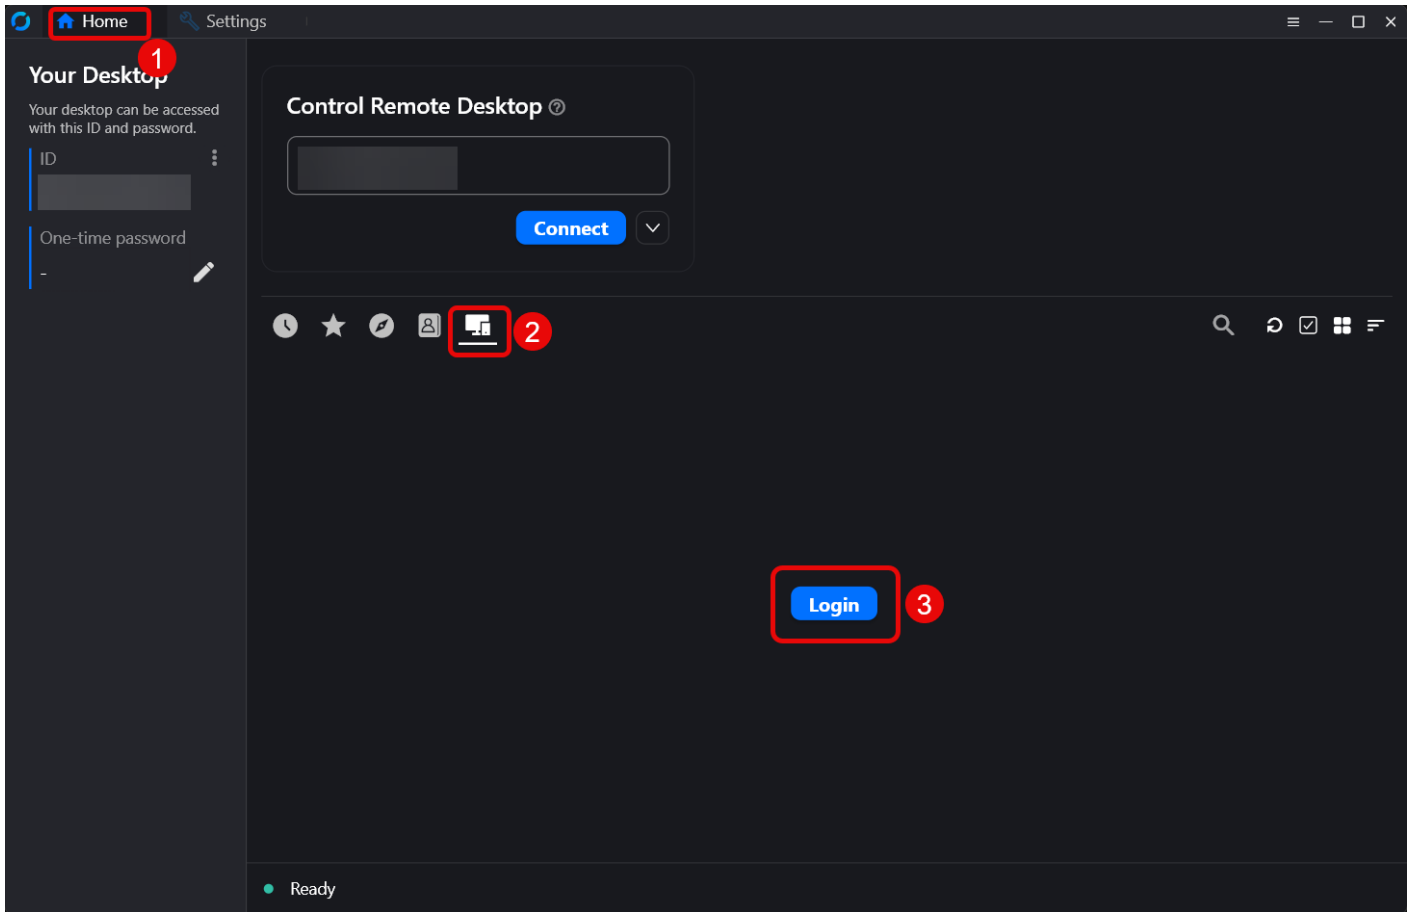 Home
Settings
1
Your Desktop
Your desktop can be accessed
with this ID and password.
ID
One-time password
-
Control Remote Desktop
Connect
2
Login
3
Ready